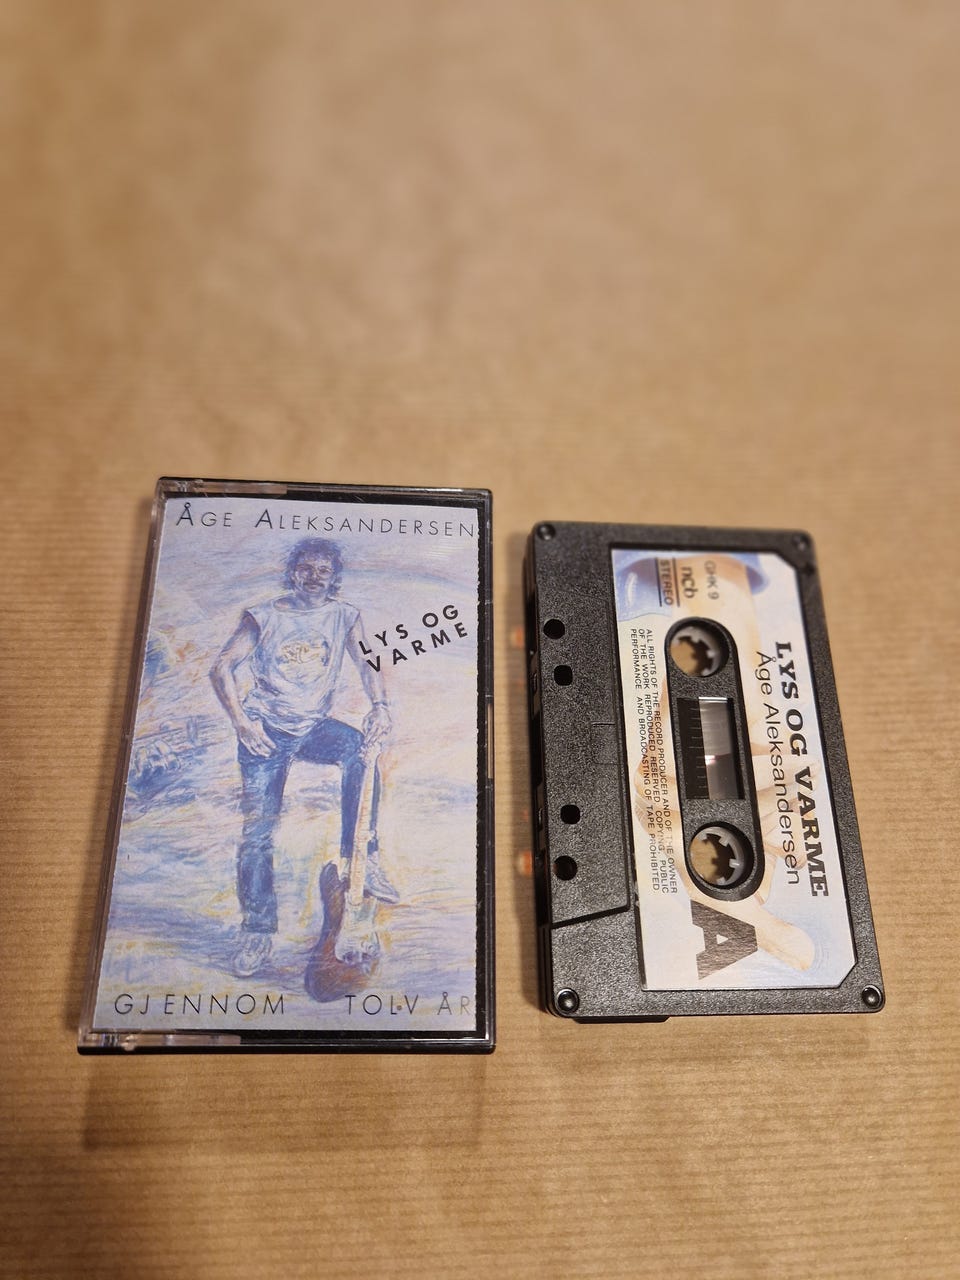 ÅGE ALEKSANDERSEN
LYS OG
VARME
GJENNOM TOLV ÅR
LYS OG VARME
Åge Aleksandersen
GHK 9
ncb
STEREO
ALL RIGHTS OF THE RECORD PRODUCER AND OF THE OWNER
OF THE WORK REPRODUCED RESERVED COPYING, PUBLIC
PERFORMANCE AND BROADCASTING OF TAPE PROHIBITED
A